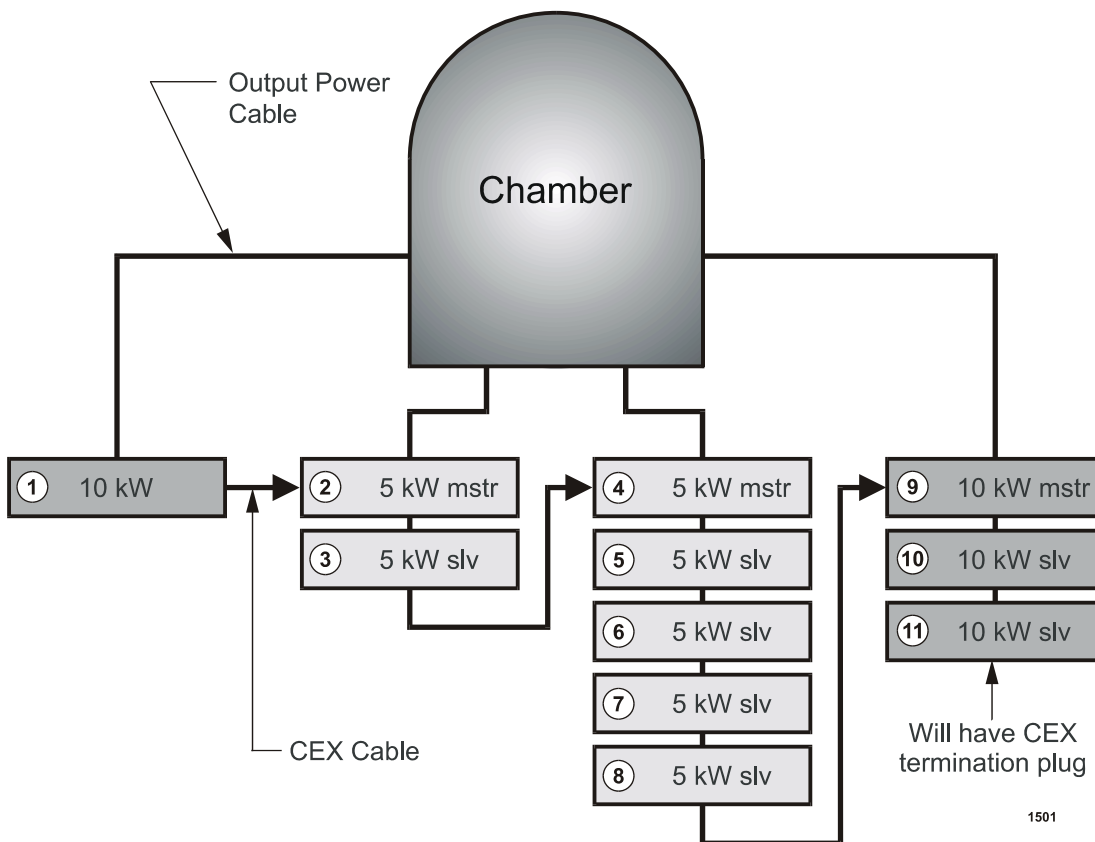 Output Power
Cable
Chamber
1 10 kW
2 5 kW mstr
3 5 kW slv
4 5 kW mstr
5 5 kW slv
6 5 kW slv
7 5 kW slv
8 5 kW slv
9 10 kW mstr
10 10 kW slv
11 10 kW slv
CEX Cable
Will have CEX
termination plug
1501